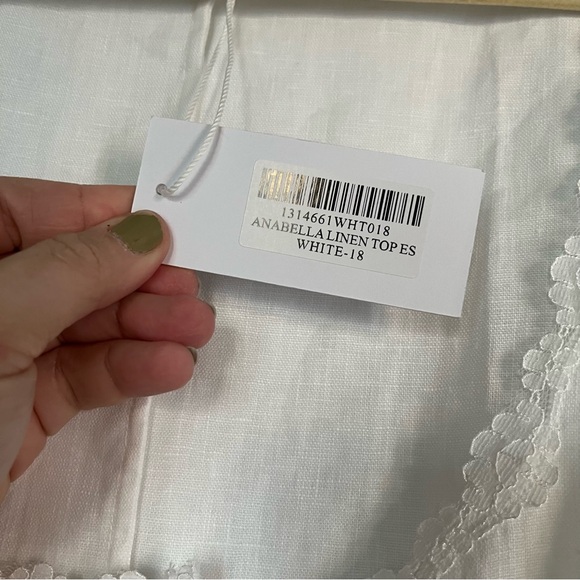 1314661WHT018
ANABELLA LINEN TOP ES
WHITE-18